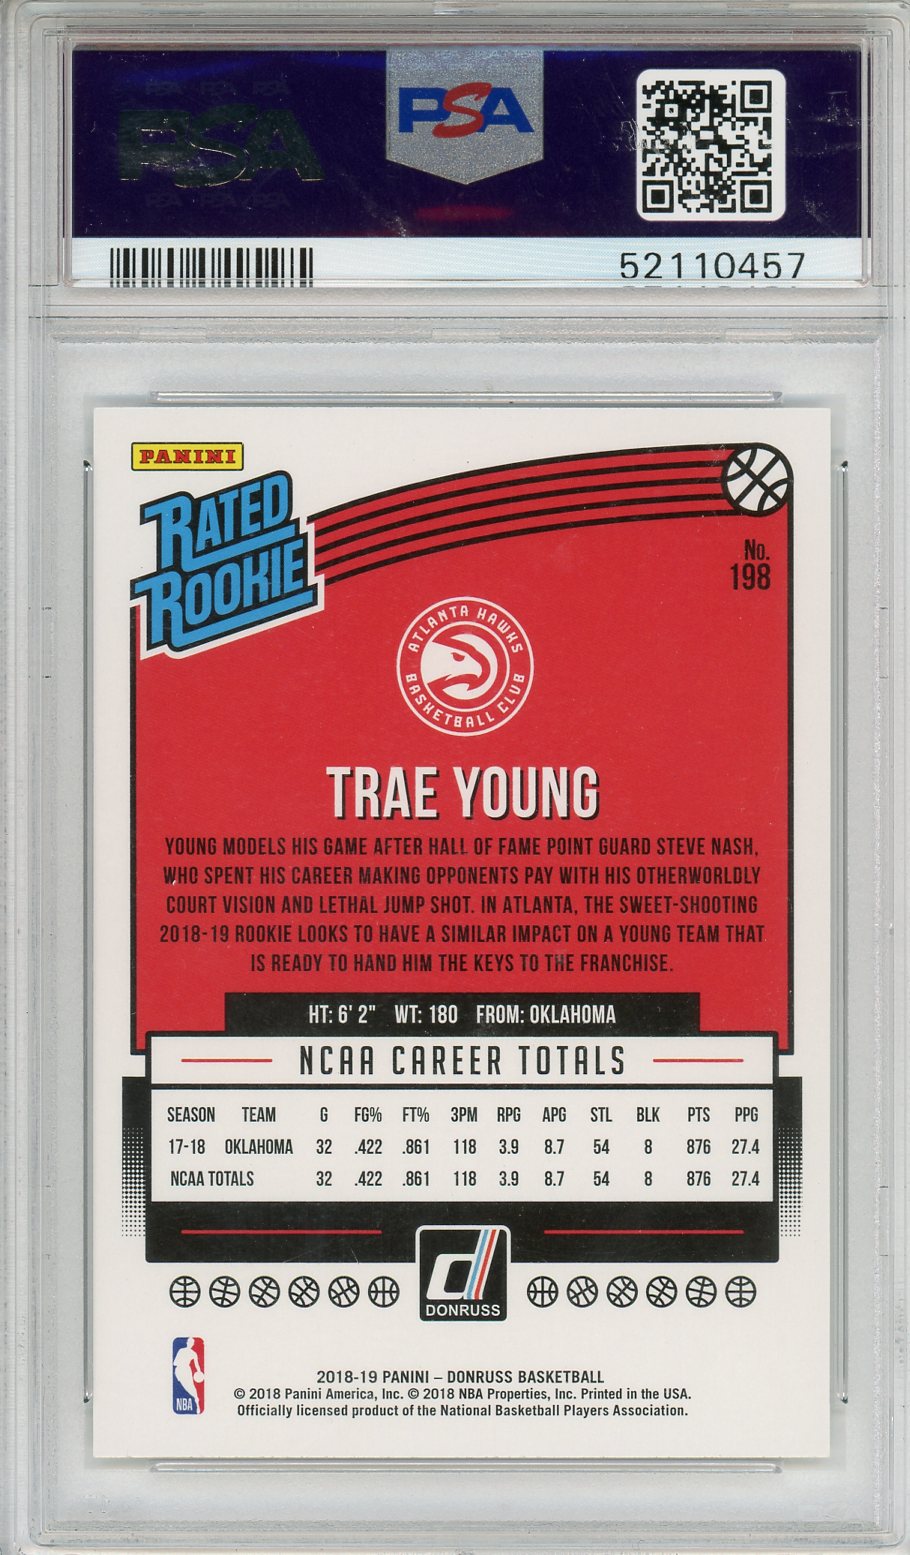 PSA PSA PSA
PSA
PSA PSA PSA
PSA
52110457
PANINI
RATED
ROOKIE
No.
198
ATLANTA HAWKS
BASKETBALL CLUB
TRAE YOUNG
YOUNG MODELS HIS GAME AFTER HALL OF FAME POINT GUARD STEVE NASH,
WHO SPENT HIS CAREER MAKING OPPONENTS PAY WITH HIS OTHERWORLDLY
COURT VISION AND LETHAL JUMP SHOT. IN ATLANTA, THE SWEET-SHOOTING
2018-19 ROOKIE LOOKS TO HAVE A SIMILAR IMPACT ON A YOUNG TEAM THAT
IS READY TO HAND HIM THE KEYS TO THE FRANCHISE.
HT: 6' 2" WT: 180 FROM: OKLAHOMA
NCAA CAREER TOTALS
SEASON TEAM G FG% FT% 3PM RPG APG STL BLK PTS PPG
17-18 OKLAHOMA 32 .422 .861 118 3.9 8.7 54 8 876 27.4
NCAA TOTALS 32 .422 .861 118 3.9 8.7 54 8 876 27.4
d
DONRUSS
NBA
2018-19 PANINI – DONRUSS BASKETBALL
© 2018 Panini America, Inc. © 2018 NBA Properties, Inc. Printed in the USA.
Officially licensed product of the National Basketball Players Association.